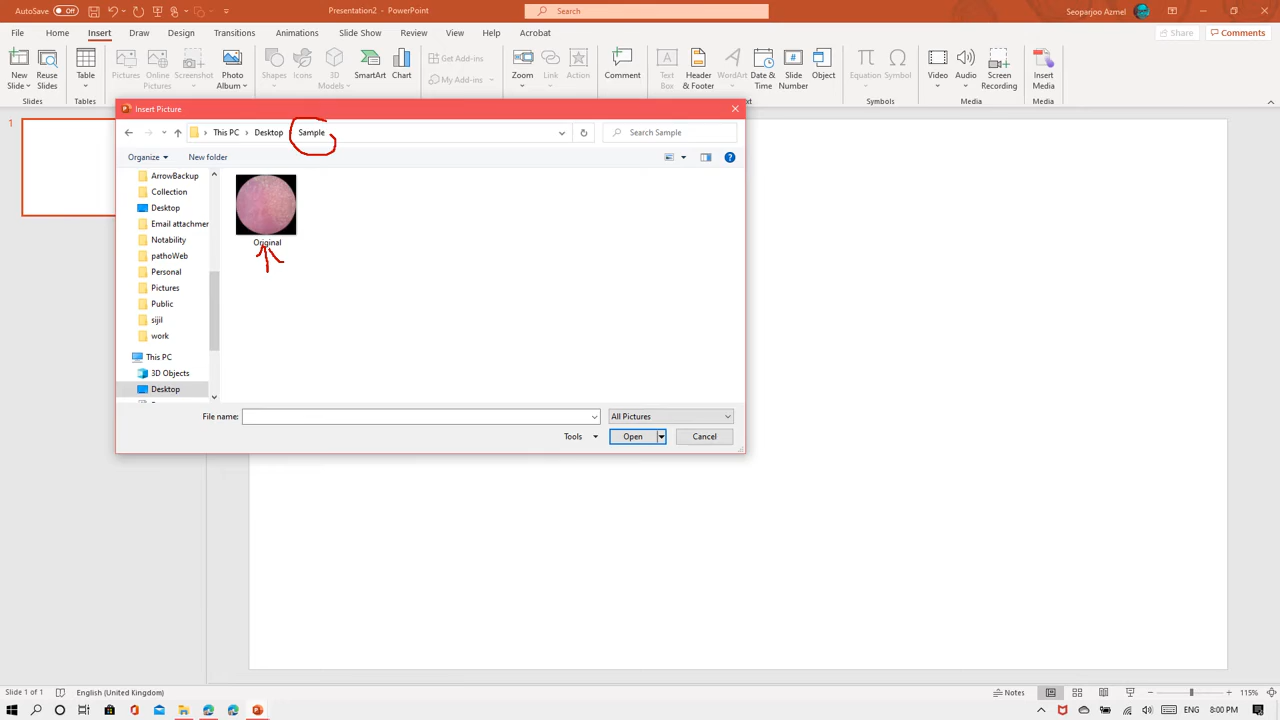 AutoSave Off Presentation2 - PowerPoint Search Seoparjoo Azmel
File Home Insert Draw Design Transitions Animations Slide Show Review View Help Acrobat Share Comments
New Slide Reuse Slides Table Pictures Online Pictures Screenshot Photo Album Shapes Icons 3D Models SmartArt Chart Get Add-ins My Add-ins Zoom Link Action Comment Text Box Header & Footer WordArt Date & Time Slide Number Object Equation Symbol Video Audio Screen Recording Insert Media
Slides Tables Text Symbols Media Media
1
Insert Picture
This PC Desktop Sample Search Sample
Organize New folder
ArrowBackup
Collection
Desktop
Email attachmer
Notability
pathoWeb
Personal
Pictures
Public
sijil
work
This PC
3D Objects
Desktop
Original
File name: All Pictures
Tools Open Cancel
Slide 1 of 1 English (United Kingdom) Notes 115%
ENG 8:00 PM